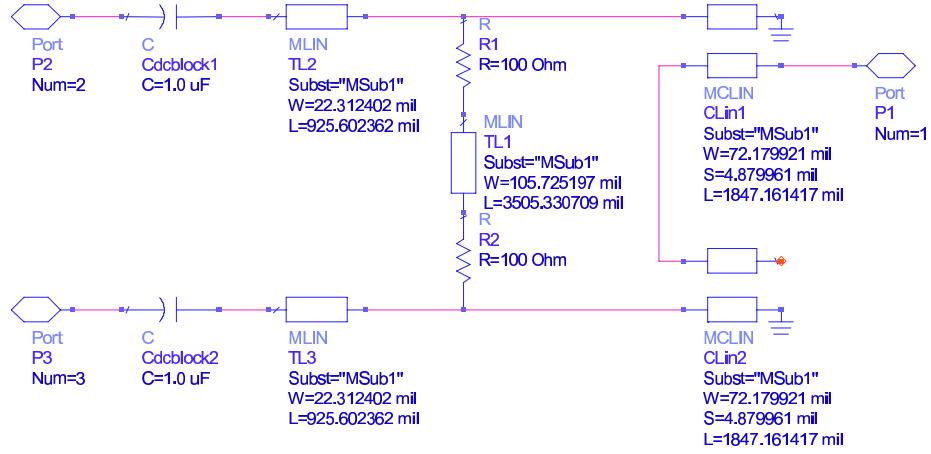 Port
P2
Num=2
C
Cdcblock1
C=1.0 uF
MLIN
TL2
Subst="MSub1"
W=22.312402 mil
L=925.602362 mil
R
R1
R=100 Ohm
MLIN
TL1
Subst="MSub1"
W=105.725197 mil
L=3505.330709 mil
R
R2
R=100 Ohm
MCLIN
CLin1
Subst="MSub1"
W=72.179921 mil
S=4.879961 mil
L=1847.161417 mil
Port
P1
Num=1
Port
P3
Num=3
C
Cdcblock2
C=1.0 uF
MLIN
TL3
Subst="MSub1"
W=22.312402 mil
L=925.602362 mil
MCLIN
CLin2
Subst="MSub1"
W=72.179921 mil
S=4.879961 mil
L=1847.161417 mil